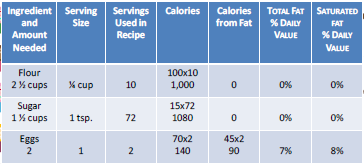 Ingredient and Amount Needed | Serving Size | Servings Used in Recipe | Calories | Calories from Fat | TOTAL FAT % DAILY VALUE | SATURATED FAT % DAILY VALUE
Flour 2 ½ cups | ¼ cup | 10 | 100x10 1,000 | 0 | 0% | 0%
Sugar 1 ½ cups | 1 tsp. | 72 | 15x72 1080 | 0 | 0% | 0%
Eggs 2 | 1 | 2 | 70x2 140 | 45x2 90 | 7% | 8%